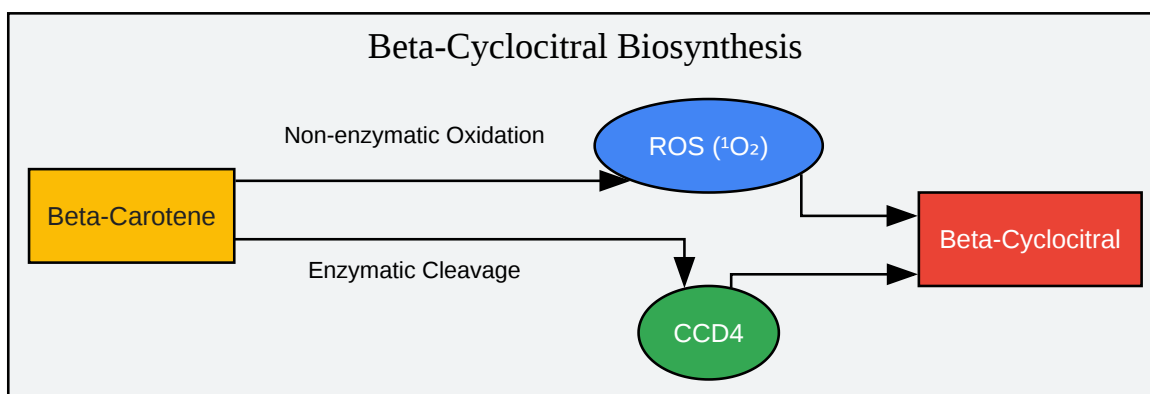 Beta-Cyclocitral Biosynthesis
Non-enzymatic Oxidation
ROS (¹O₂)
Beta-Carotene
Beta-Cyclocitral
Enzymatic Cleavage
CCD4